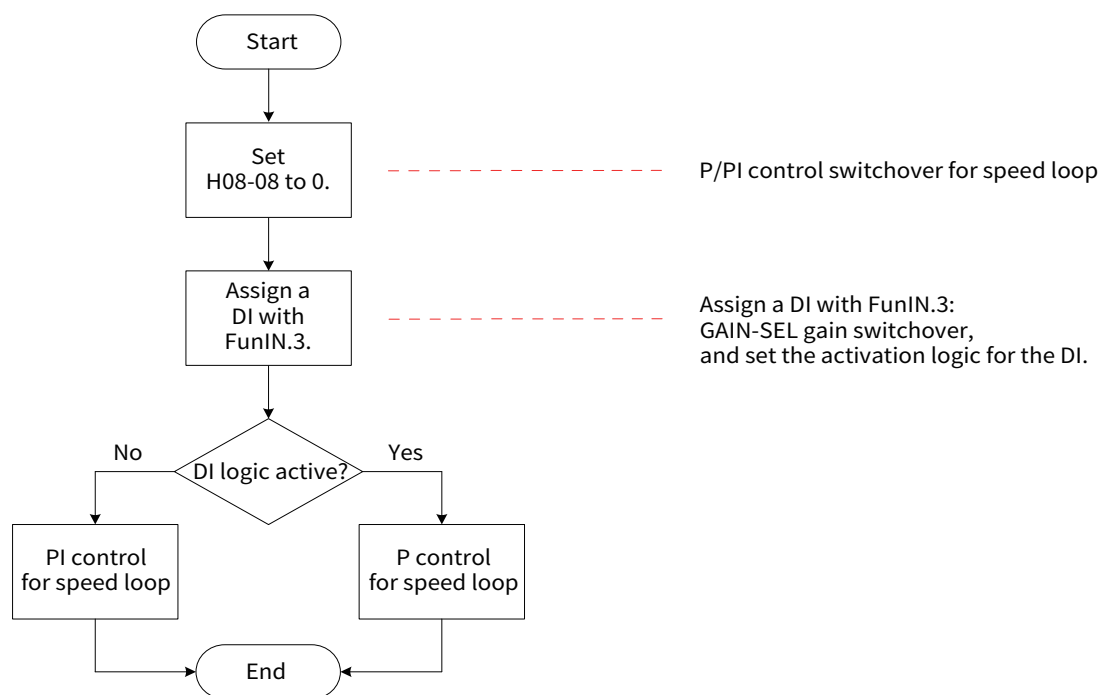 Start
Set
H08-08 to 0.
P/PI control switchover for speed loop
Assign a
DI with
FunIN.3.
Assign a DI with FunIN.3:
GAIN-SEL gain switchover,
and set the activation logic for the DI.
No
Yes
DI logic active?
PI control
for speed loop
P control
for speed loop
End